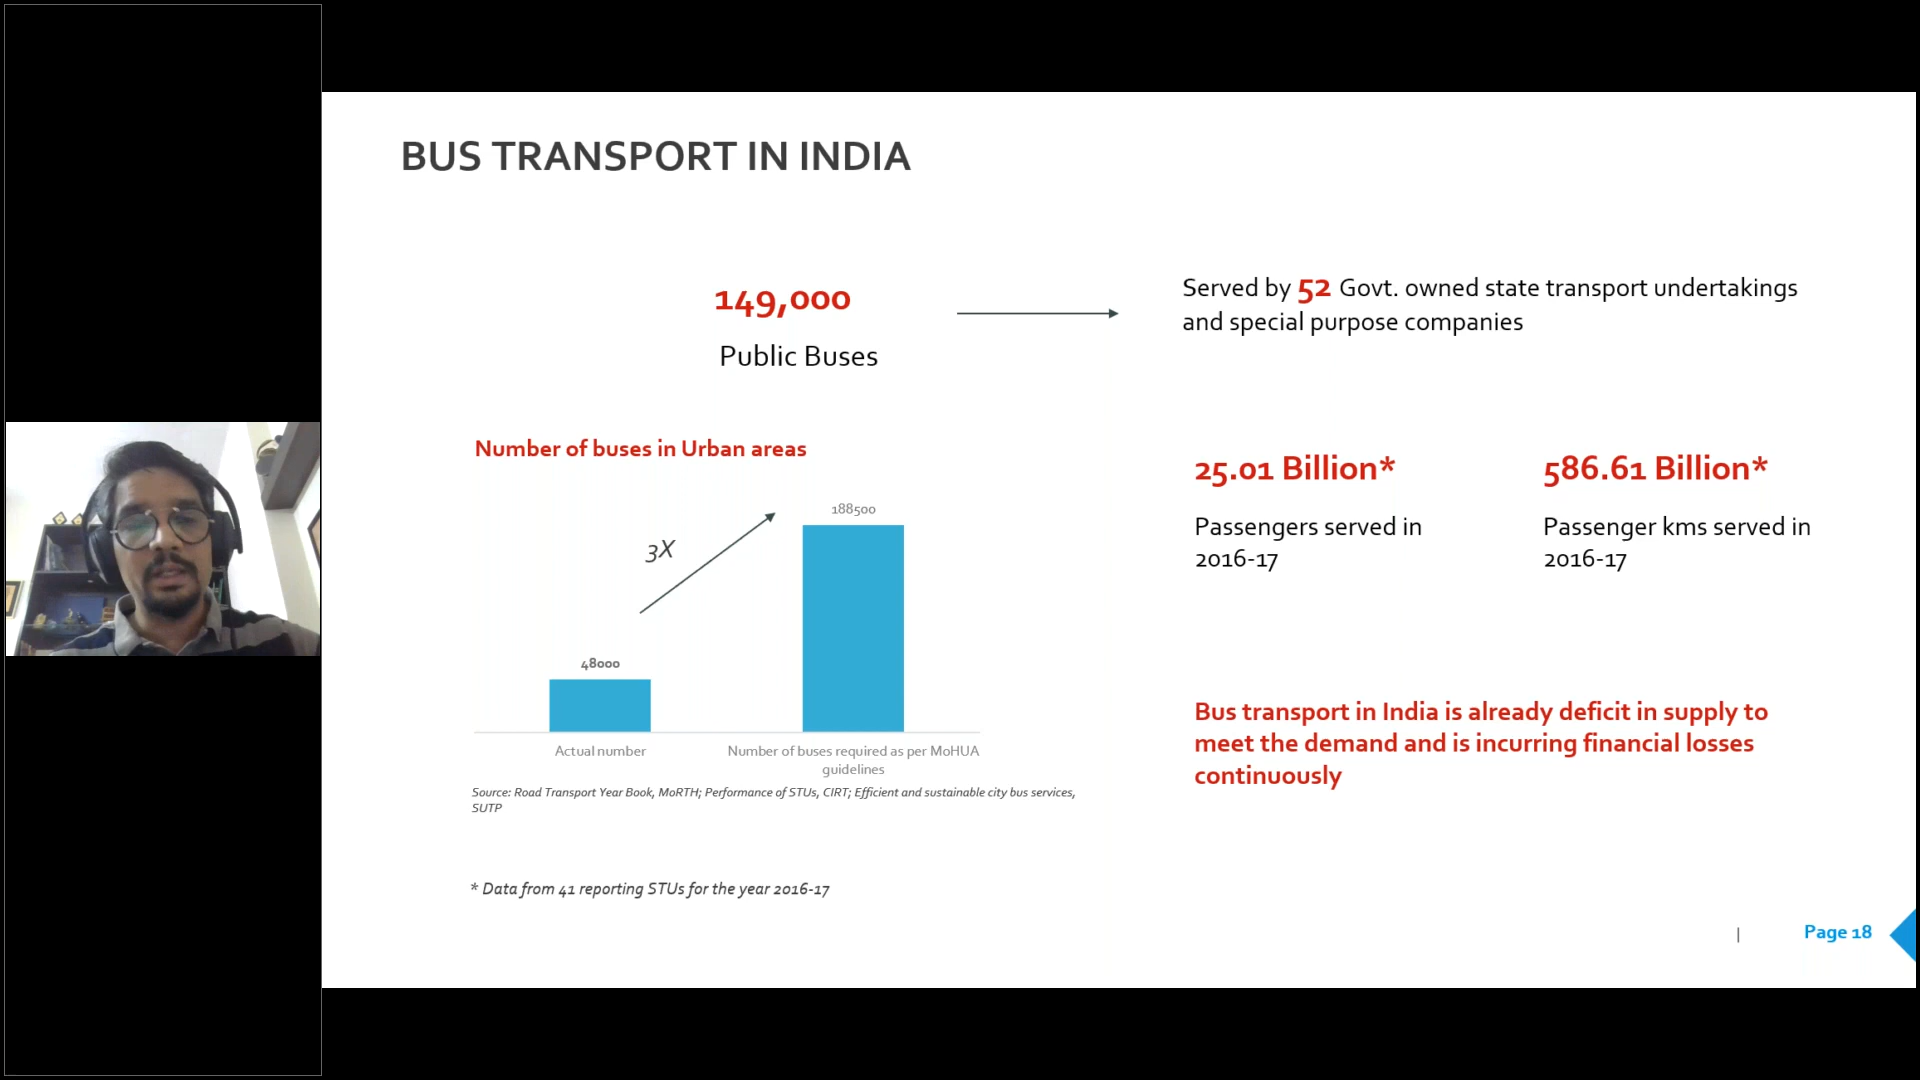 BUS TRANSPORT IN INDIA
149,000
Public Buses
Served by 52 Govt. owned state transport undertakings
and special purpose companies
Number of buses in Urban areas
188500
3X
48000
Actual number
Number of buses required as per MoHUA
guidelines
Source: Road Transport Year Book, MoRTH; Performance of STUs, CIRT; Efficient and sustainable city bus services,
SUTP
25.01 Billion*
Passengers served in
2016-17
586.61 Billion*
Passenger kms served in
2016-17
Bus transport in India is already deficit in supply to
meet the demand and is incurring financial losses
continuously
* Data from 41 reporting STUs for the year 2016-17
| Page 18